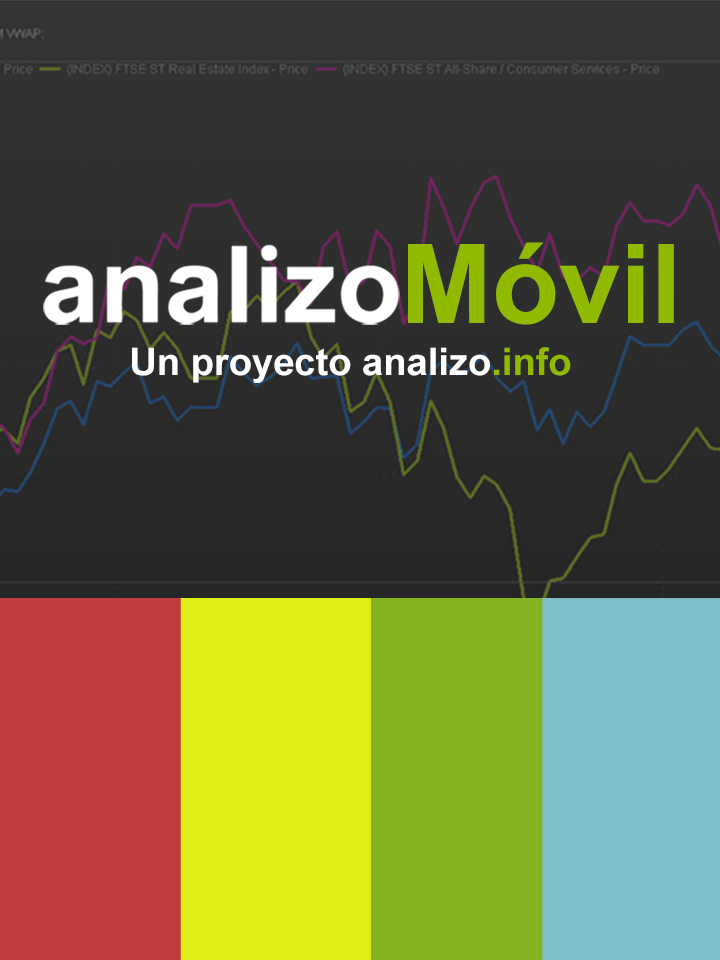 VWAP:
Price (INDEX) FTSE ST Real Estate Index - Price (INDEX) FTSE ST All-Share / Consumer Services - Price
analizoMóvil
Un proyecto analizo.info